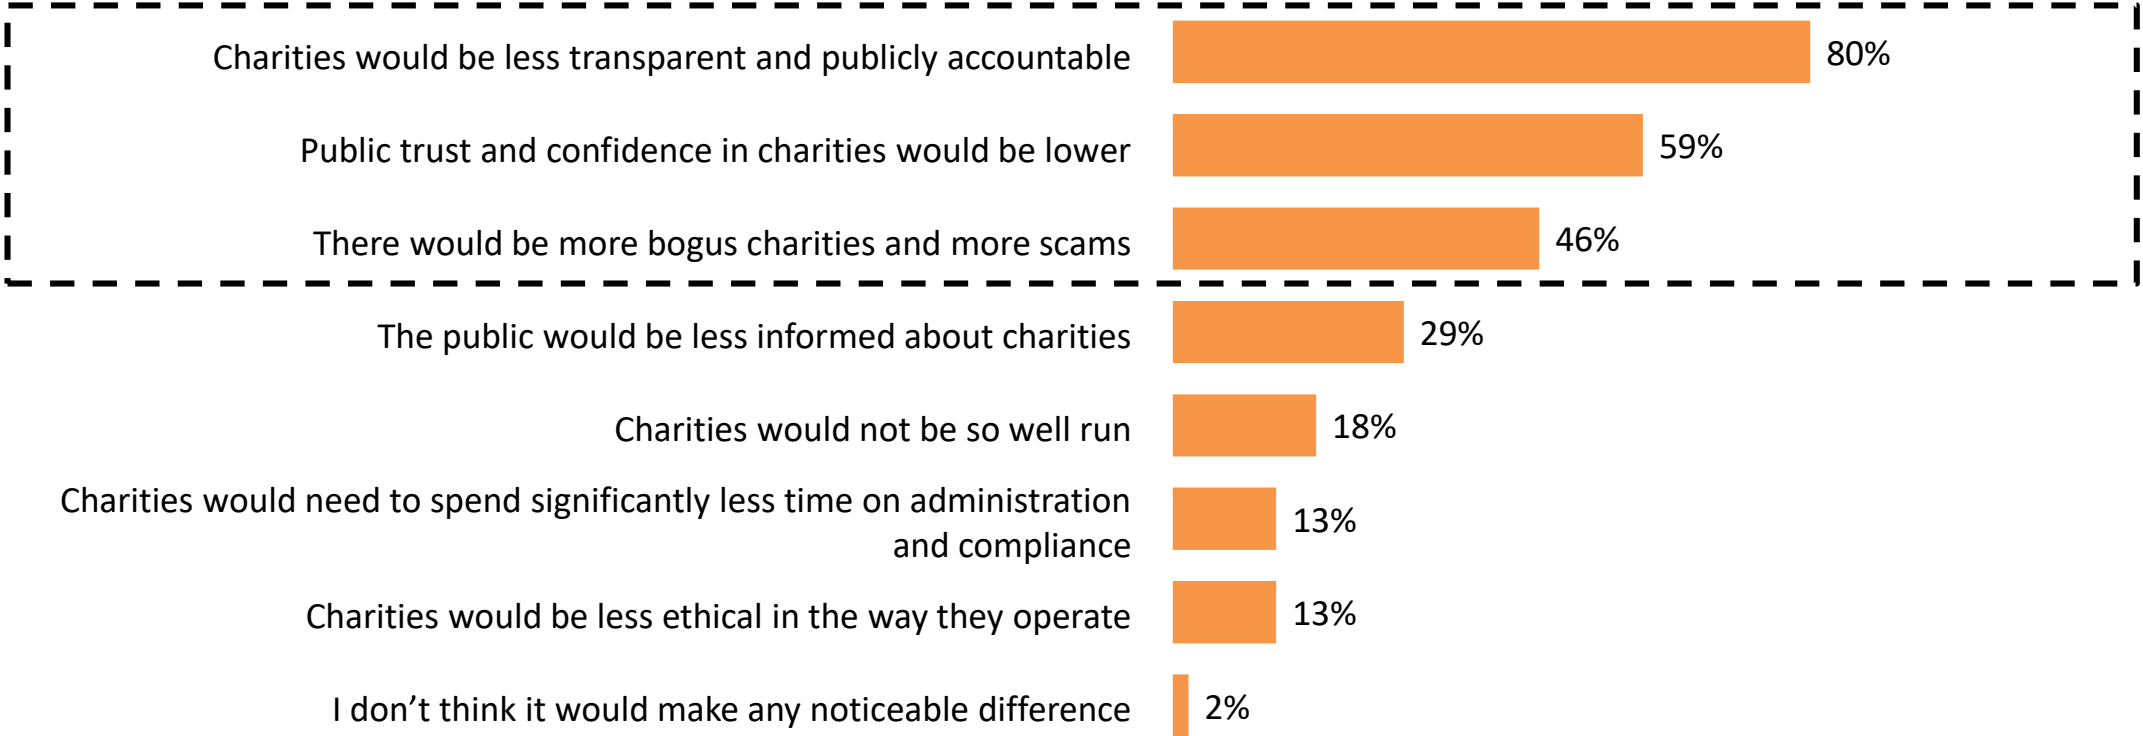 Charities would be less transparent and publicly accountable 80%
Public trust and confidence in charities would be lower 59%
There would be more bogus charities and more scams 46%
The public would be less informed about charities 29%
Charities would not be so well run 18%
Charities would need to spend significantly less time on administration
and compliance 13%
Charities would be less ethical in the way they operate 13%
I don’t think it would make any noticeable difference 2%